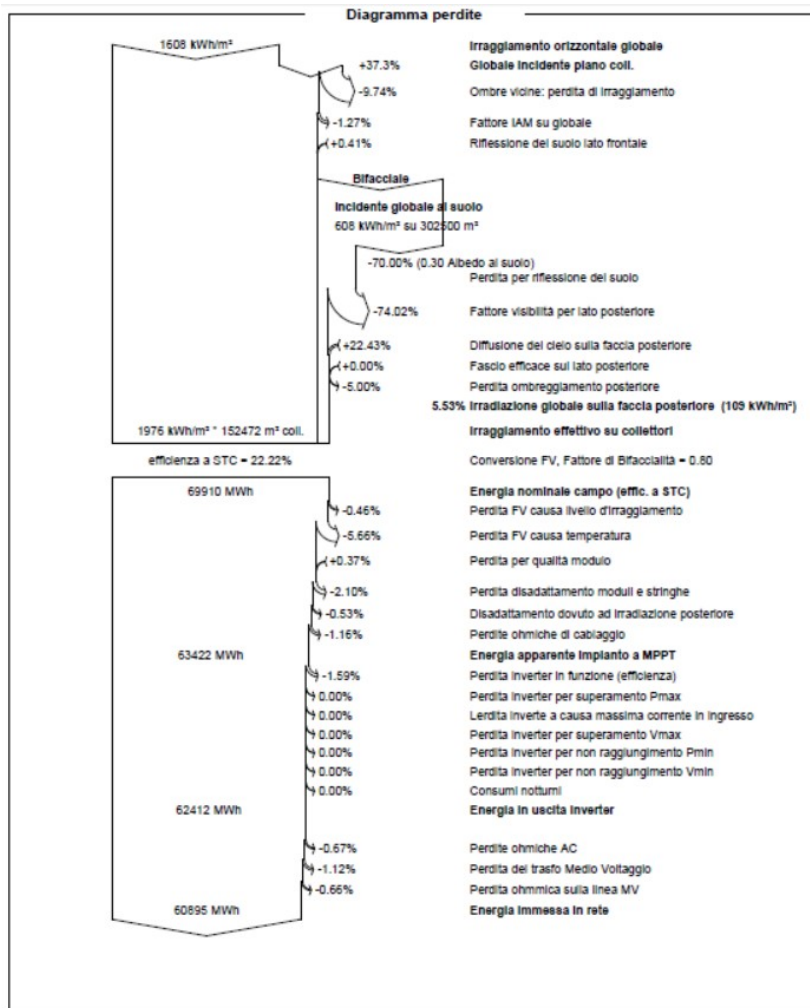 Diagramma perdite
1608 kWh/m² Irraggiamento orizzontale globale
+37.3% Globale incidente piano coll.
-9.74% Ombre vicine: perdita di irraggiamento
-1.27% Fattore IAM su globale
+0.41% Riflessione del suolo lato frontale
Bifacciale
Incidente globale al suolo
608 kWh/m² su 302500 m²
-70.00% (0.30 Albedo al suolo)
Perdita per riflessione del suolo
-74.02% Fattore visibilità per lato posteriore
+22.43% Diffusione del cielo sulla faccia posteriore
+0.00% Fascio efficace sul lato posteriore
-5.00% Perdita ombreggiamento posteriore
5.53% Irradiazione globale sulla faccia posteriore (109 kWh/m²)
1976 kWh/m² * 152472 m² coll. Irraggiamento effettivo su collettori
efficienza a STC = 22.22% Conversione FV, Fattore di Bifaccialità = 0.80
69910 MWh Energia nominale campo (effic. a STC)
-0.46% Perdita FV causa livello d'irraggiamento
-5.66% Perdita FV causa temperatura
+0.37% Perdita per qualità modulo
-2.10% Perdita disadattamento moduli e stringhe
-0.53% Disadattamento dovuto ad irradiazione posteriore
-1.16% Perdite ohmiche di cablaggio
63422 MWh Energia apparente impianto a MPPT
-1.59% Perdita inverter in funzione (efficienza)
0.00% Perdita inverter per superamento Pmax
0.00% Lerdita inverte a causa massima corrente in ingresso
0.00% Perdita inverter per superamento Vmax
0.00% Perdita inverter per non raggiungimento Pmin
0.00% Perdita inverter per non raggiungimento Vmin
0.00% Consumi notturni
62412 MWh Energia in uscita inverter
-0.67% Perdite ohmiche AC
-1.12% Perdita del trasfo Medio Voltaggio
-0.66% Perdita ohmmica sulla linea MV
60895 MWh Energia immessa in rete